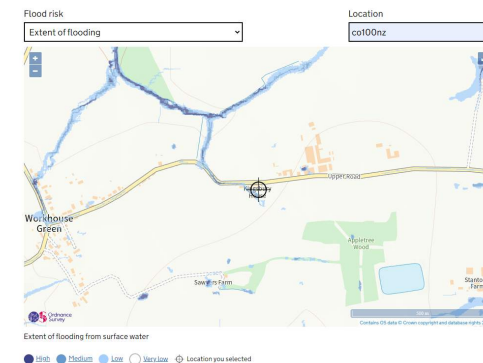 Flood risk
Location
Extent of flooding
co100nz
+
−
Upper Road
Workhouse
Green
Appletree
Wood
Sawyers Farm
Stanto
Farm
Ordnance
Survey
Contains OS data © Crown copyright and database rights
Extent of flooding from surface water
High Medium Low Very low Location you selected